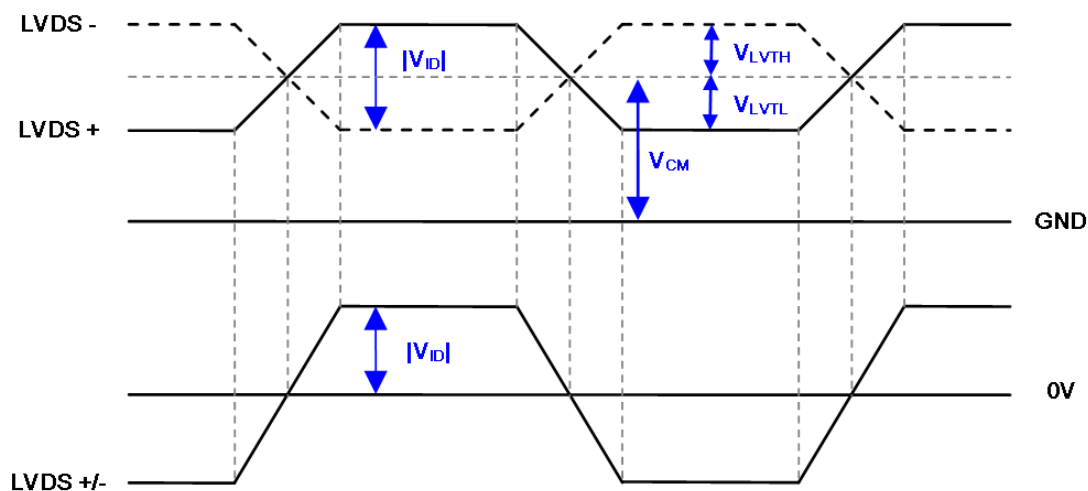 LVDS -
|VID|
VLVTH
VLVTL
LVDS +
VCM
GND
|VID|
0V
LVDS +/-